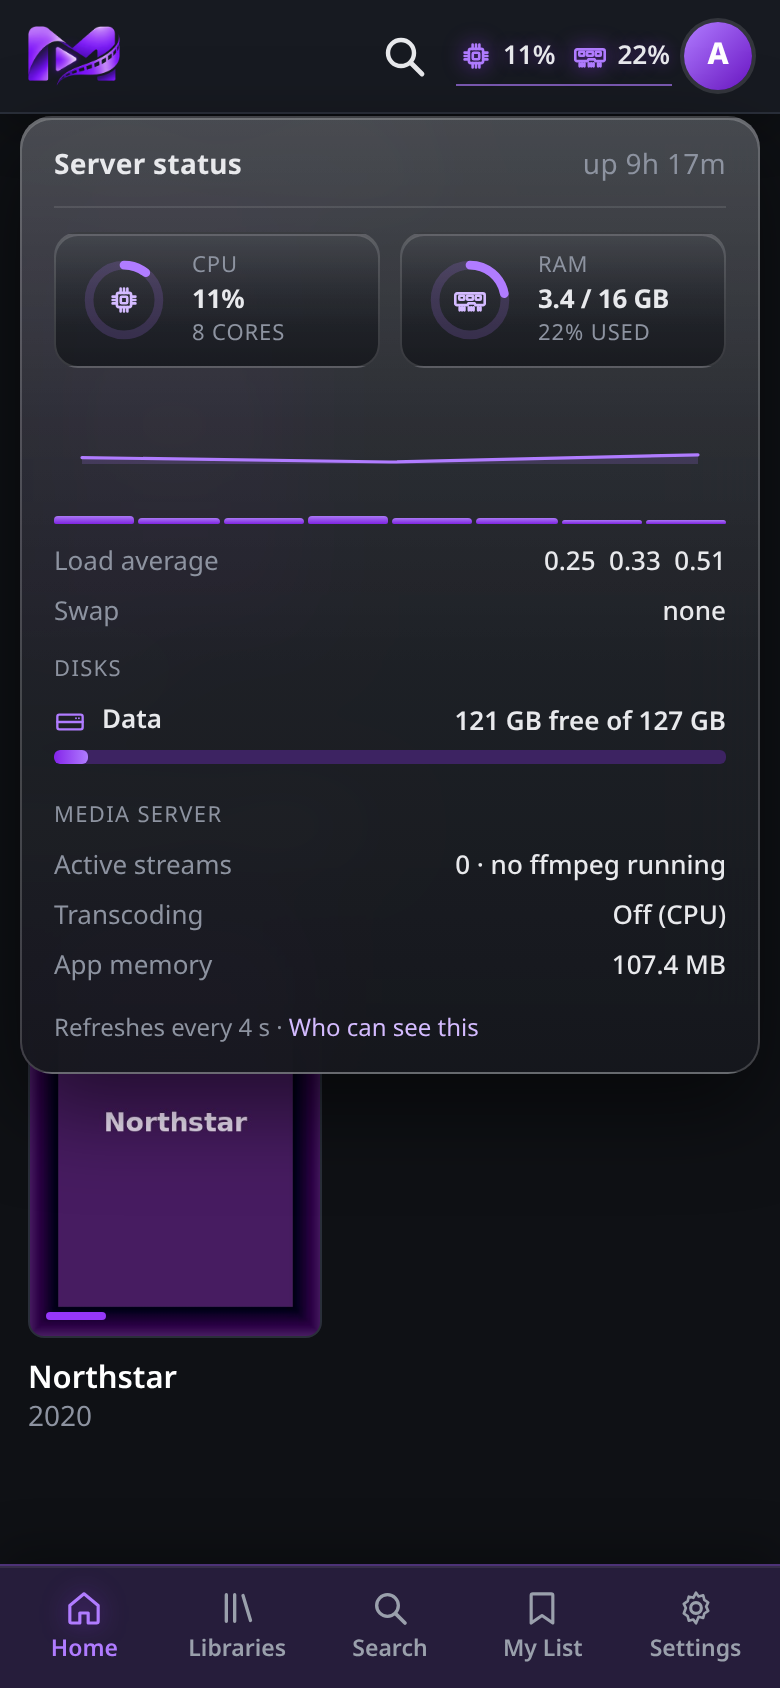 11% 22% A
Server status up 9h 17m
CPU
11%
8 CORES
RAM
3.4 / 16 GB
22% USED
Load average 0.25 0.33 0.51
Swap none
DISKS
Data 121 GB free of 127 GB
MEDIA SERVER
Active streams 0 · no ffmpeg running
Transcoding Off (CPU)
App memory 107.4 MB
Refreshes every 4 s · Who can see this
Northstar
Northstar
2020
Home Libraries Search My List Settings